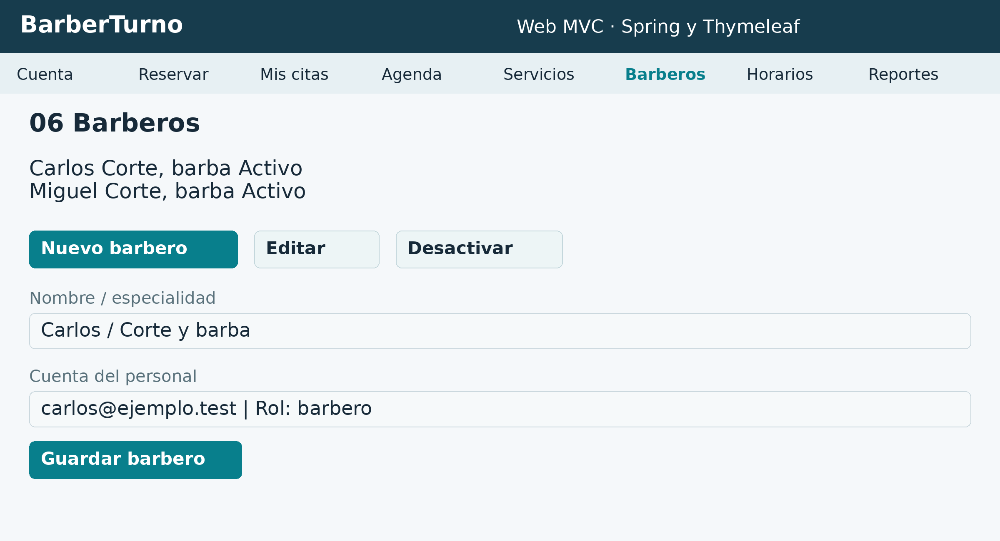 BarberTurno
Web MVC · Spring y Thymeleaf
Cuenta Reservar Mis citas Agenda Servicios Barberos Horarios Reportes
06 Barberos
Carlos Corte, barba Activo
Miguel Corte, barba Activo
Nuevo barbero Editar Desactivar
Nombre / especialidad
Carlos / Corte y barba
Cuenta del personal
carlos@ejemplo.test | Rol: barbero
Guardar barbero